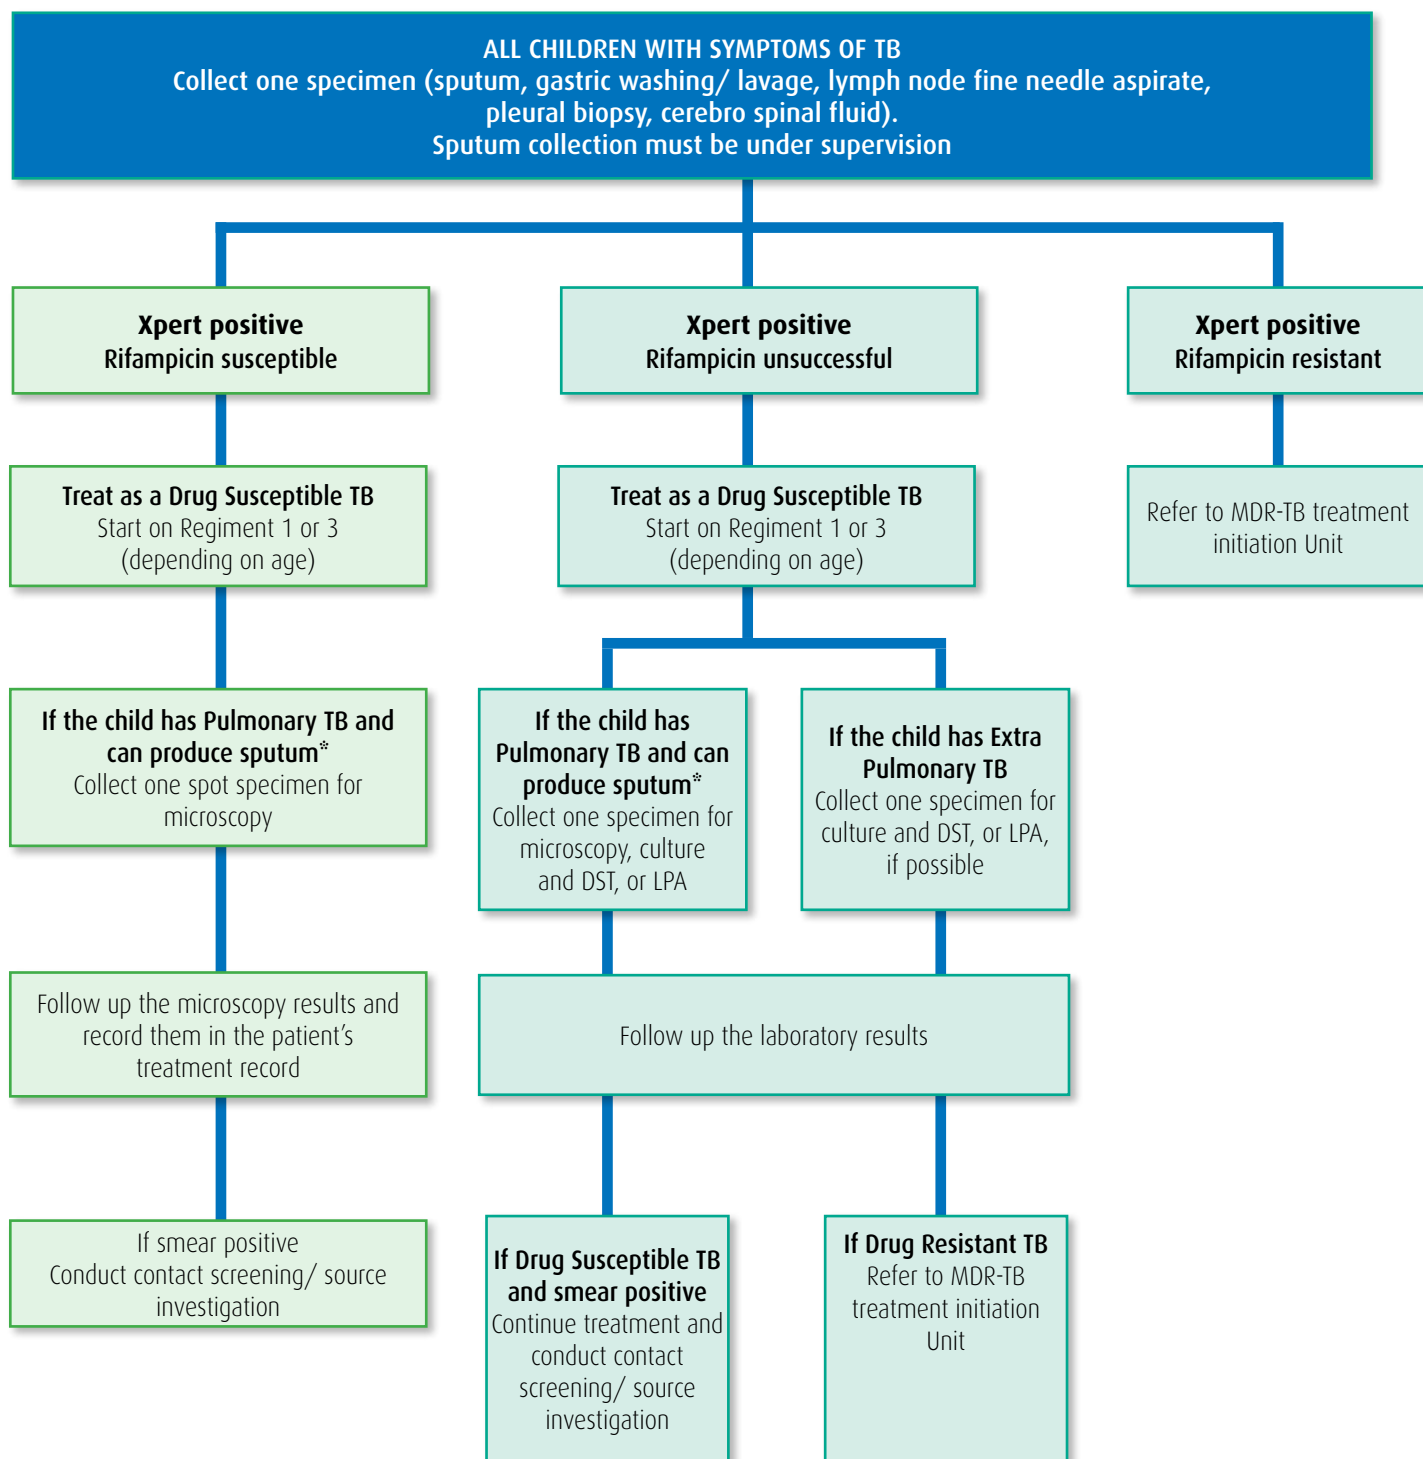 ALL CHILDREN WITH SYMPTOMS OF TB
Collect one specimen (sputum, gastric washing/ lavage, lymph node fine needle aspirate,
pleural biopsy, cerebro spinal fluid).
Sputum collection must be under supervision
Xpert positive
Rifampicin susceptible
Xpert positive
Rifampicin unsuccessful
Xpert positive
Rifampicin resistant
Treat as a Drug Susceptible TB
Start on Regiment 1 or 3
(depending on age)
Treat as a Drug Susceptible TB
Start on Regiment 1 or 3
(depending on age)
Refer to MDR-TB treatment
initiation Unit
If the child has Pulmonary TB and
can produce sputum*
Collect one spot specimen for
microscopy
If the child has
Pulmonary TB and can
produce sputum*
Collect one specimen for
microscopy, culture
and DST, or LPA
If the child has Extra
Pulmonary TB
Collect one specimen for
culture and DST, or LPA,
if possible
Follow up the microscopy results and
record them in the patient's
treatment record
Follow up the laboratory results
If smear positive
Conduct contact screening/ source
investigation
If Drug Susceptible TB
and smear positive
Continue treatment and
conduct contact
screening/ source
investigation
If Drug Resistant TB
Refer to MDR-TB
treatment initiation
Unit